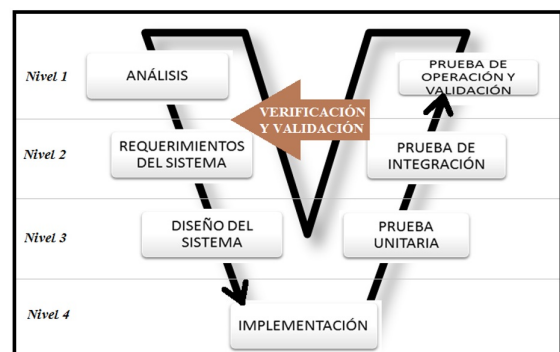 Nivel 1
ANÁLISIS
PRUEBA DE
OPERACIÓN Y
VALIDACIÓN
VERIFICACIÓN
Y VALIDACIÓN
Nivel 2
REQUERIMIENTOS
DEL SISTEMA
PRUEBA DE
INTEGRACIÓN
Nivel 3
DISEÑO DEL
SISTEMA
PRUEBA
UNITARIA
Nivel 4
IMPLEMENTACIÓN